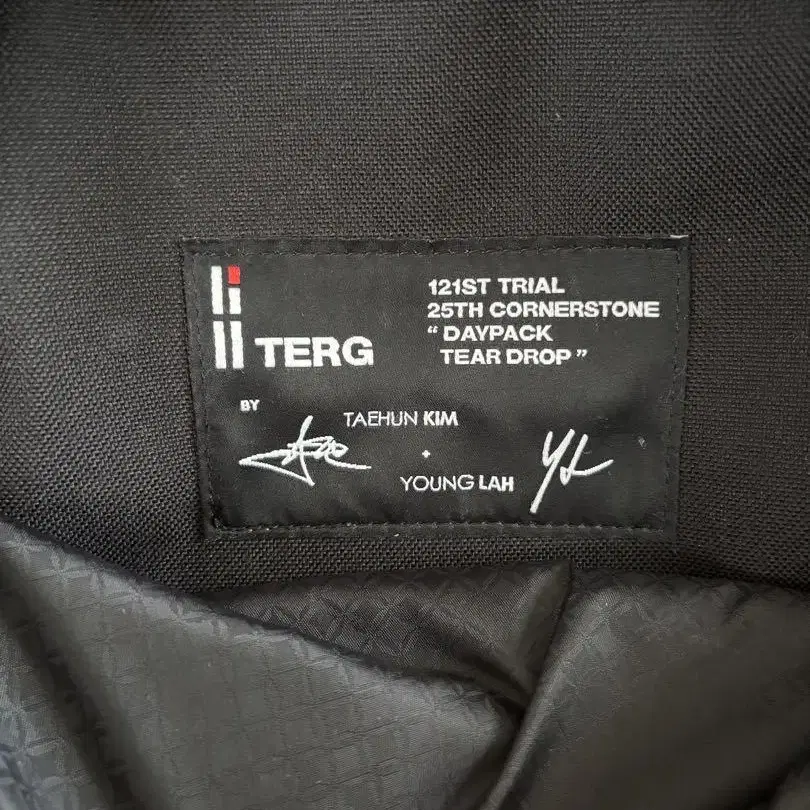 TERG
121ST TRIAL
25TH CORNERSTONE
“ DAYPACK
TEAR DROP ”
BY
TAEHUN KIM
+
YOUNG LAH